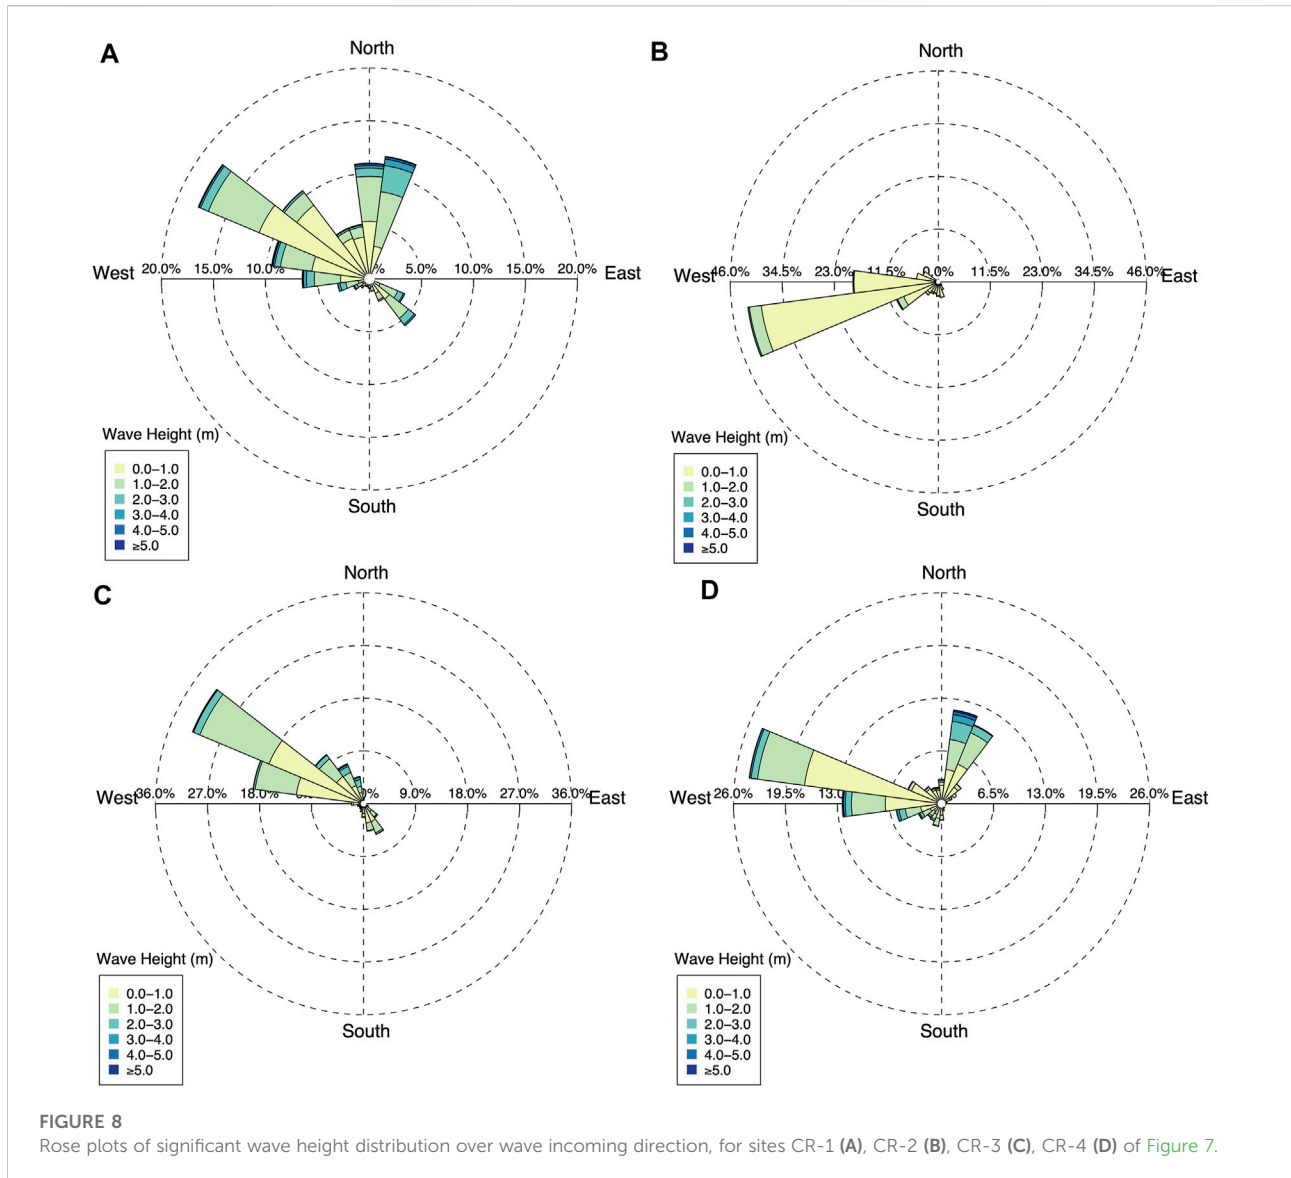 A
North
West
20.0% 15.0% 10.0% 5.0% 10.0% 15.0% 20.0%
East
South
Wave Height (m)
0.0–1.0
1.0–2.0
2.0–3.0
3.0–4.0
4.0–5.0
≥5.0
B
North
West
46.0% 34.5% 23.0% 11.5% 0.0% 11.5% 23.0% 34.5% 46.0%
East
South
Wave Height (m)
0.0–1.0
1.0–2.0
2.0–3.0
3.0–4.0
4.0–5.0
≥5.0
C
North
West
36.0% 27.0% 18.0% 9.0% 18.0% 27.0% 36.0%
East
South
Wave Height (m)
0.0–1.0
1.0–2.0
2.0–3.0
3.0–4.0
4.0–5.0
≥5.0
D
North
West
26.0% 19.5% 6.5% 13.0% 19.5% 26.0%
East
South
Wave Height (m)
0.0–1.0
1.0–2.0
2.0–3.0
3.0–4.0
4.0–5.0
≥5.0
FIGURE 8
Rose plots of significant wave height distribution over wave incoming direction, for sites CR-1 (A), CR-2 (B), CR-3 (C), CR-4 (D) of Figure 7.